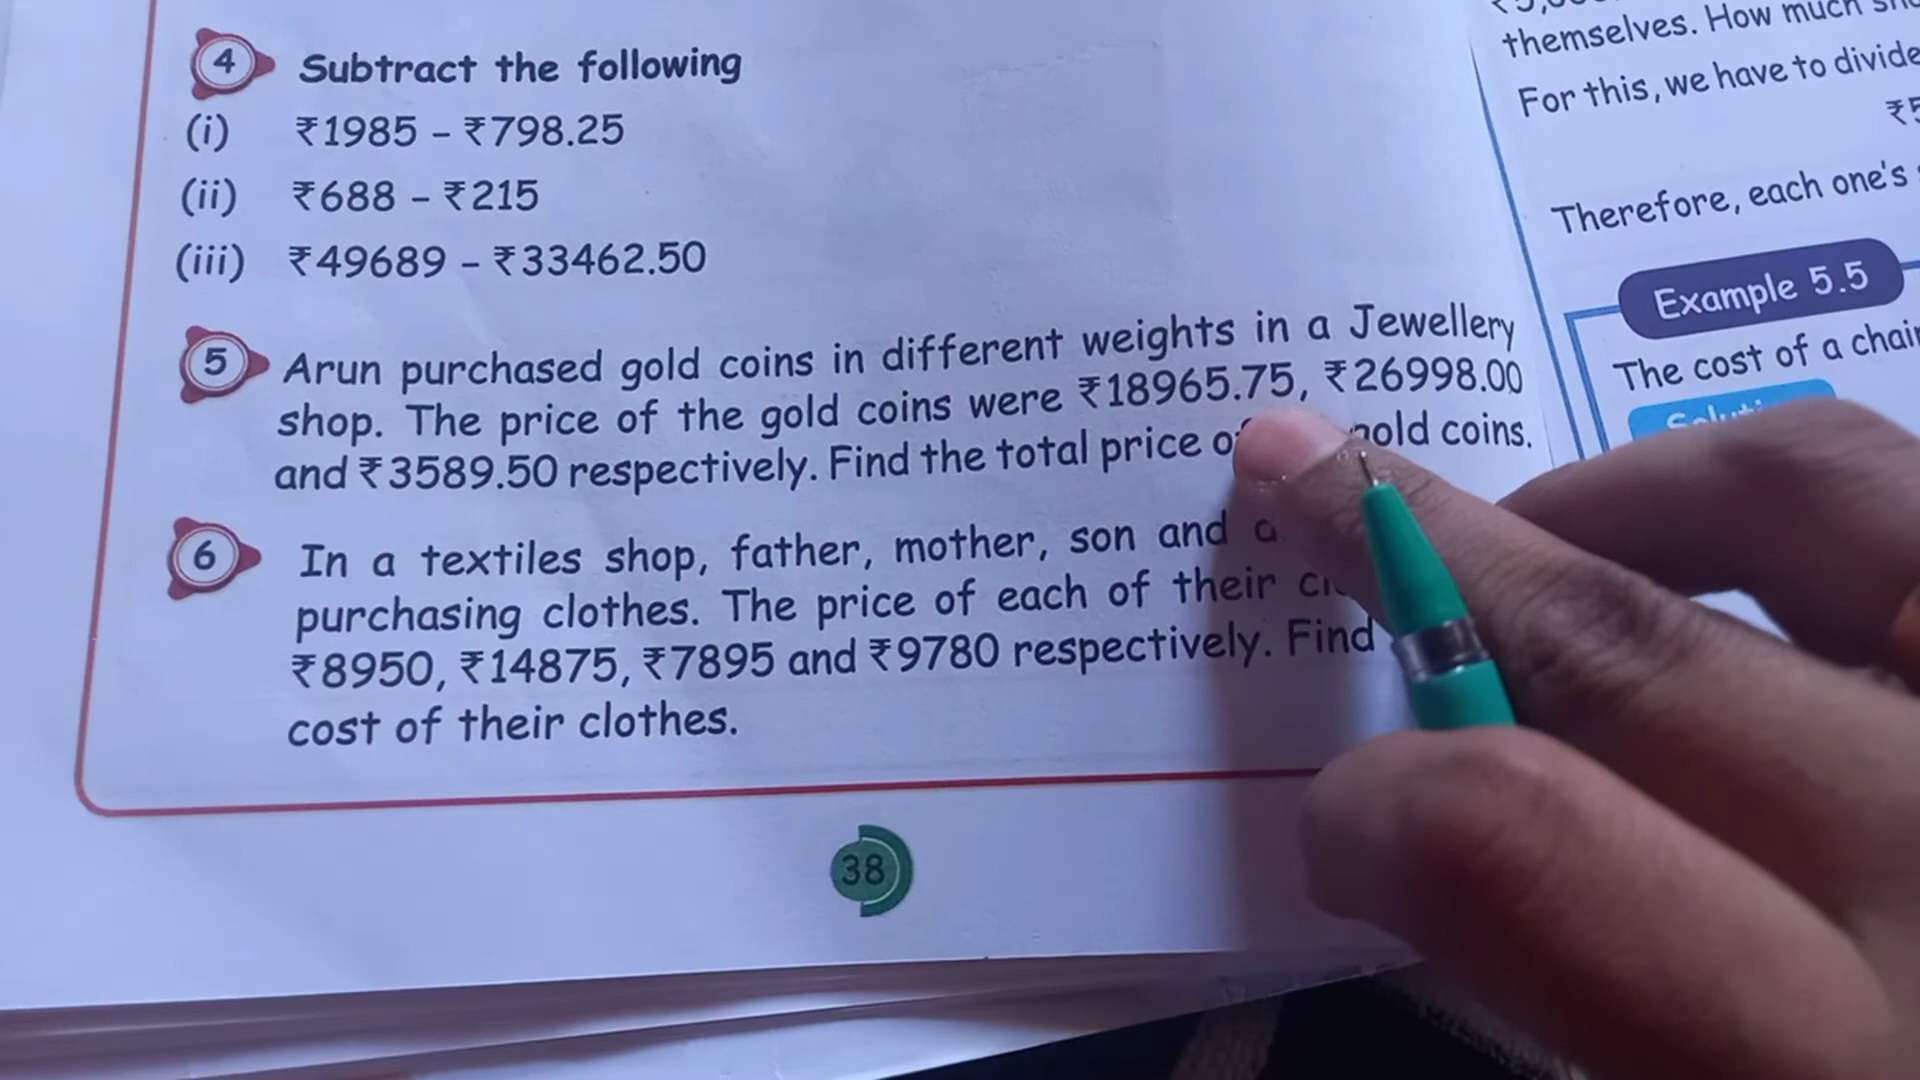 4 Subtract the following
(i) ₹1985 - ₹798.25
(ii) ₹688 - ₹215
(iii) ₹49689 - ₹33462.50
5 Arun purchased gold coins in different weights in a Jewellery
shop. The price of the gold coins were ₹18965.75, ₹26998.00
and ₹3589.50 respectively. Find the total price gold coins.
6 In a textiles shop, father, mother, son and
purchasing clothes. The price of each of their
₹8950, ₹14875, ₹7895 and ₹9780 respectively. Find
cost of their clothes.
38
themselves. How much
For this, we have to divide
Therefore, each one's
Example 5.5
The cost of a chair